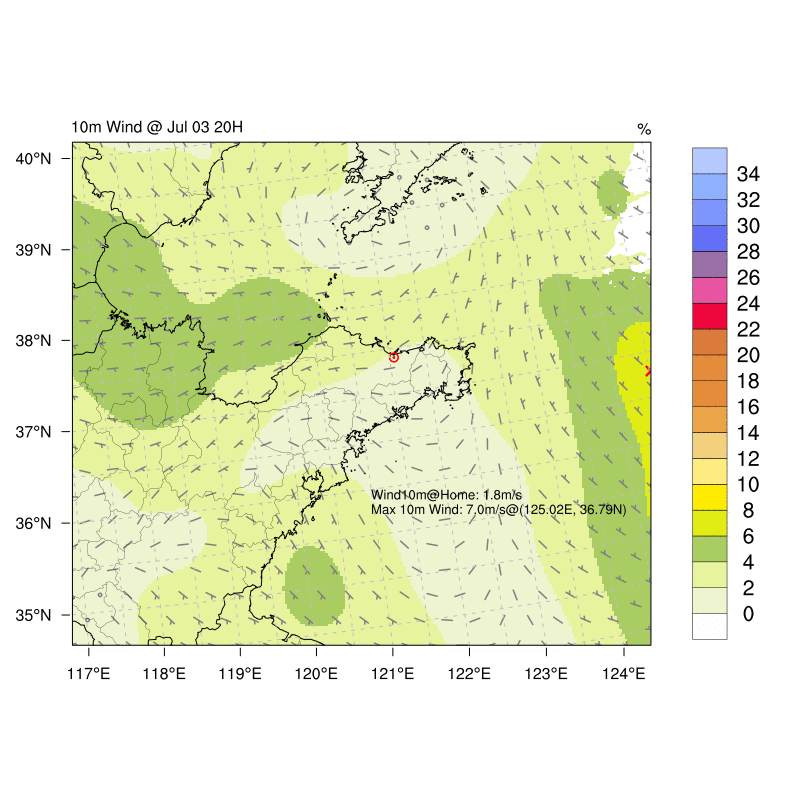 10m Wind @ Jul 03 20H
%
40°N
39°N
38°N
37°N
36°N
35°N
117°E 118°E 119°E 120°E 121°E 122°E 123°E 124°E
Wind10m@Home: 1.8m/s
Max 10m Wind: 7.0m/s@(125.02E, 36.79N)
34
32
30
28
26
24
22
20
18
16
14
12
10
8
6
4
2
0